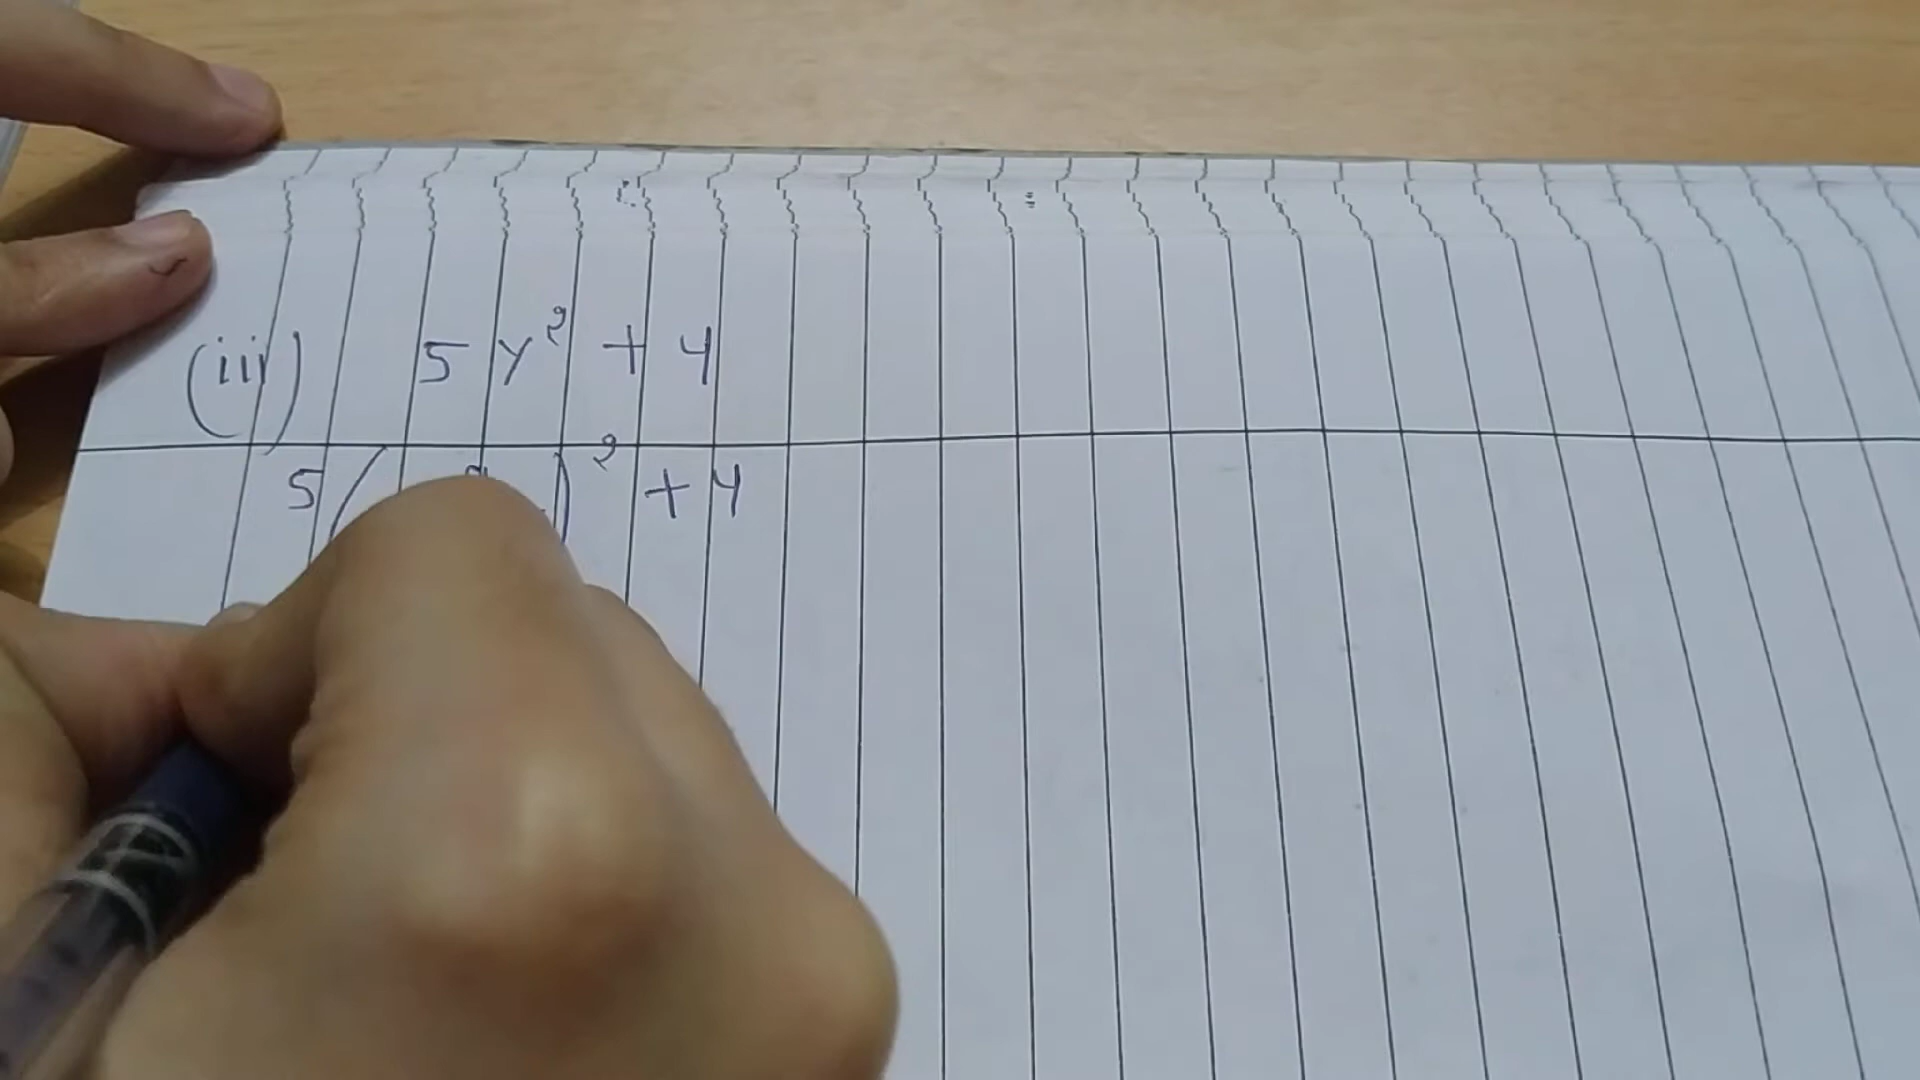 (iii) 5y² + 4
5( )² + 4